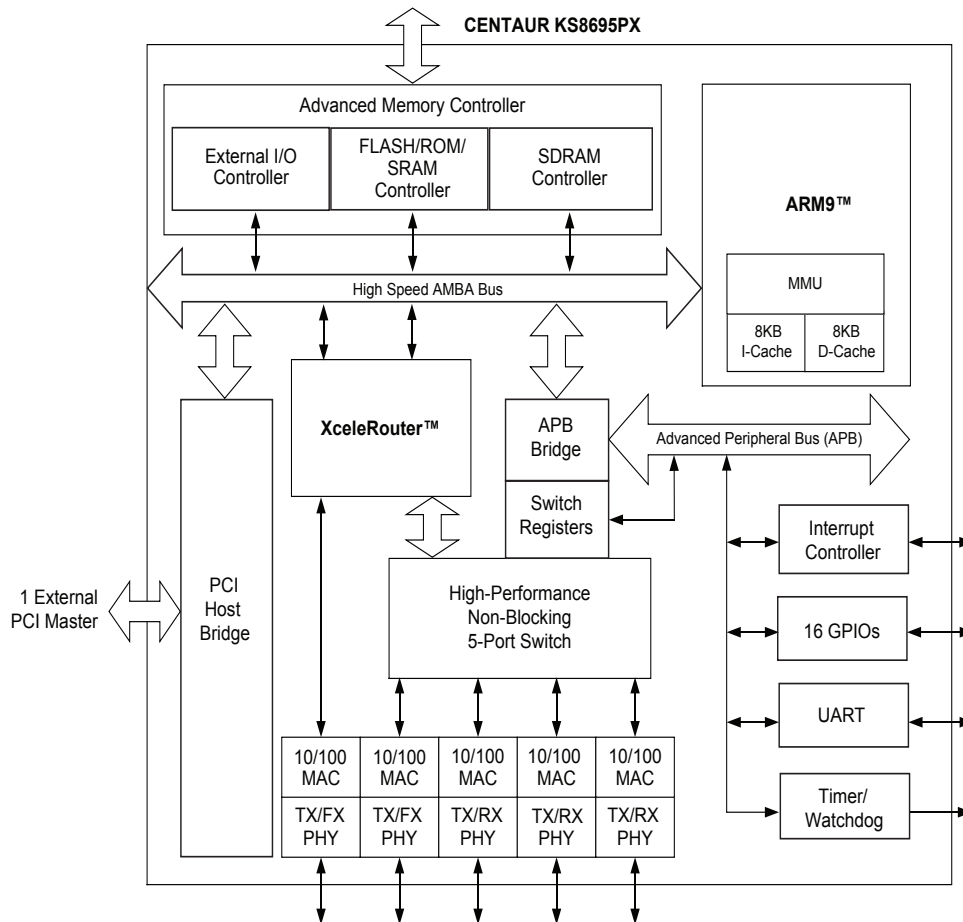 CENTAUR KS8695PX
Advanced Memory Controller
External I/O
Controller
FLASH/ROM/
SRAM
Controller
SDRAM
Controller
ARM9™
MMU
8KB
I-Cache
8KB
D-Cache
High Speed AMBA Bus
XceleRouter™
APB
Bridge
Advanced Peripheral Bus (APB)
Switch
Registers
Interrupt
Controller
1 External
PCI Master
PCI
Host
Bridge
High-Performance
Non-Blocking
5-Port Switch
16 GPIOs
UART
Timer/
Watchdog
10/100
MAC
10/100
MAC
10/100
MAC
10/100
MAC
10/100
MAC
TX/FX
PHY
TX/FX
PHY
TX/RX
PHY
TX/RX
PHY
TX/RX
PHY